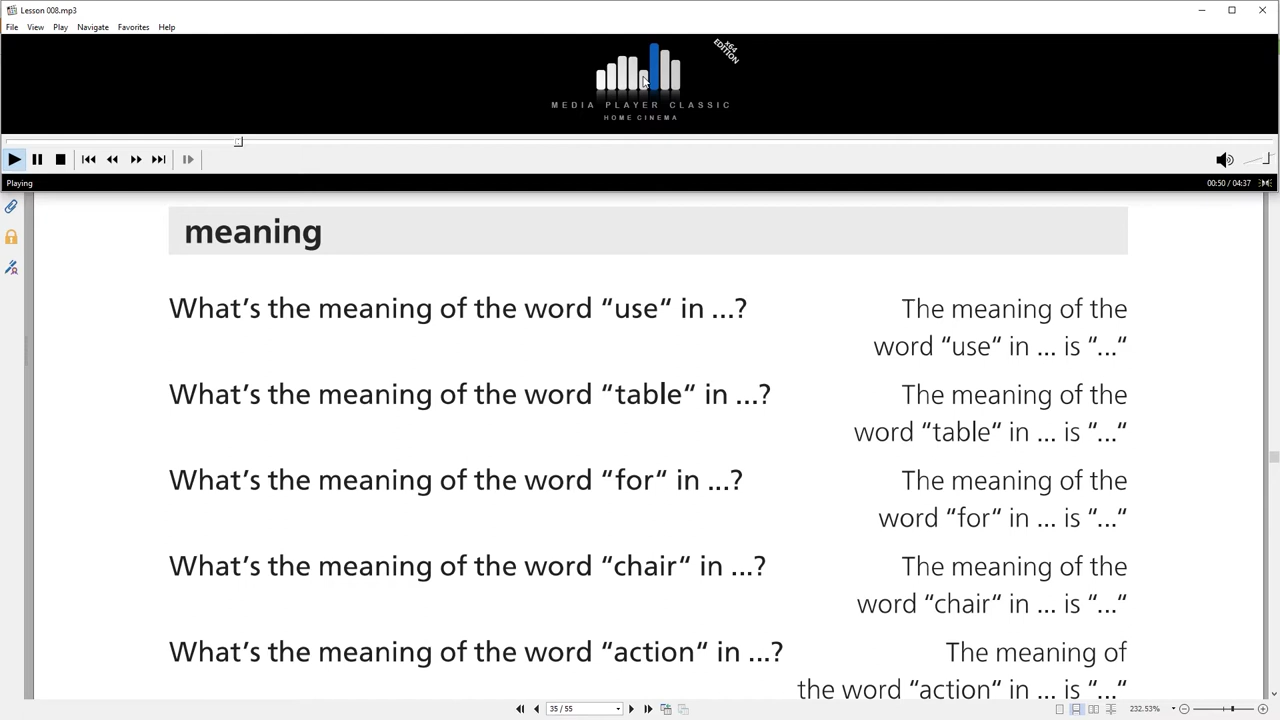 Lesson 008.mp3
File View Play Navigate Favorites Help
x64
EDITION
MEDIA PLAYER CLASSIC
HOME CINEMA
Playing
00:50 / 04:37
meaning
What's the meaning of the word “use“ in ...?
The meaning of the
word “use“ in ... is “...“
What's the meaning of the word “table“ in ...?
The meaning of the
word “table“ in ... is “...“
What's the meaning of the word “for“ in ...?
The meaning of the
word “for“ in ... is “...“
What's the meaning of the word “chair“ in ...?
The meaning of the
word “chair“ in ... is “...“
What's the meaning of the word “action“ in ...?
The meaning of
the word “action“ in ... is “...“
35 / 55
232.53%